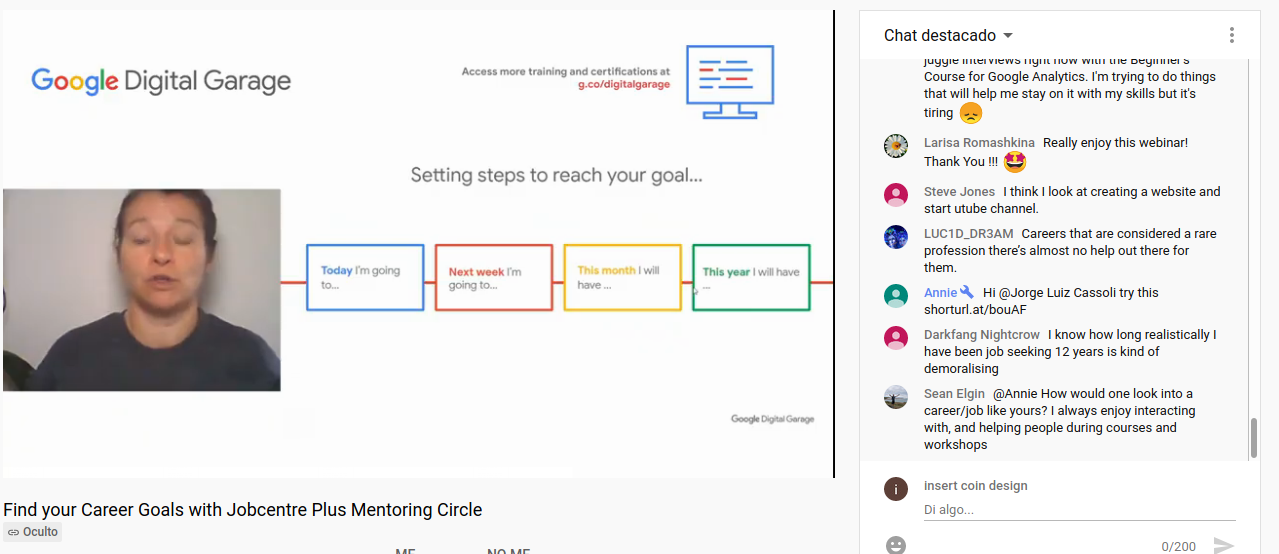 Google Digital Garage
Access more training and certifications at
g.co/digitalgarage
Setting steps to reach your goal...
Today I'm going
to...
Next week I'm
going to...
This month I will
have ...
This year I will have
...
Google Digital Garage
Find your Career Goals with Jobcentre Plus Mentoring Circle
Oculto
ME
NO ME
Chat destacado
juggle interviews right now with the Beginner's
Course for Google Analytics. I'm trying to do things
that will help me stay on it with my skills but it's
tiring
Larisa Romashkina Really enjoy this webinar!
Thank You !!!
Steve Jones I think I look at creating a website and
start utube channel.
LUC1D_DR3AM Careers that are considered a rare
profession there's almost no help out there for
them.
Annie Hi @Jorge Luiz Cassoli try this
shorturl.at/bouAF
Darkfang Nightcrow I know how long realistically I
have been job seeking 12 years is kind of
demoralising
Sean Elgin @Annie How would one look into a
career/job like yours? I always enjoy interacting
with, and helping people during courses and
workshops
i
insert coin design
Di algo...
0/200